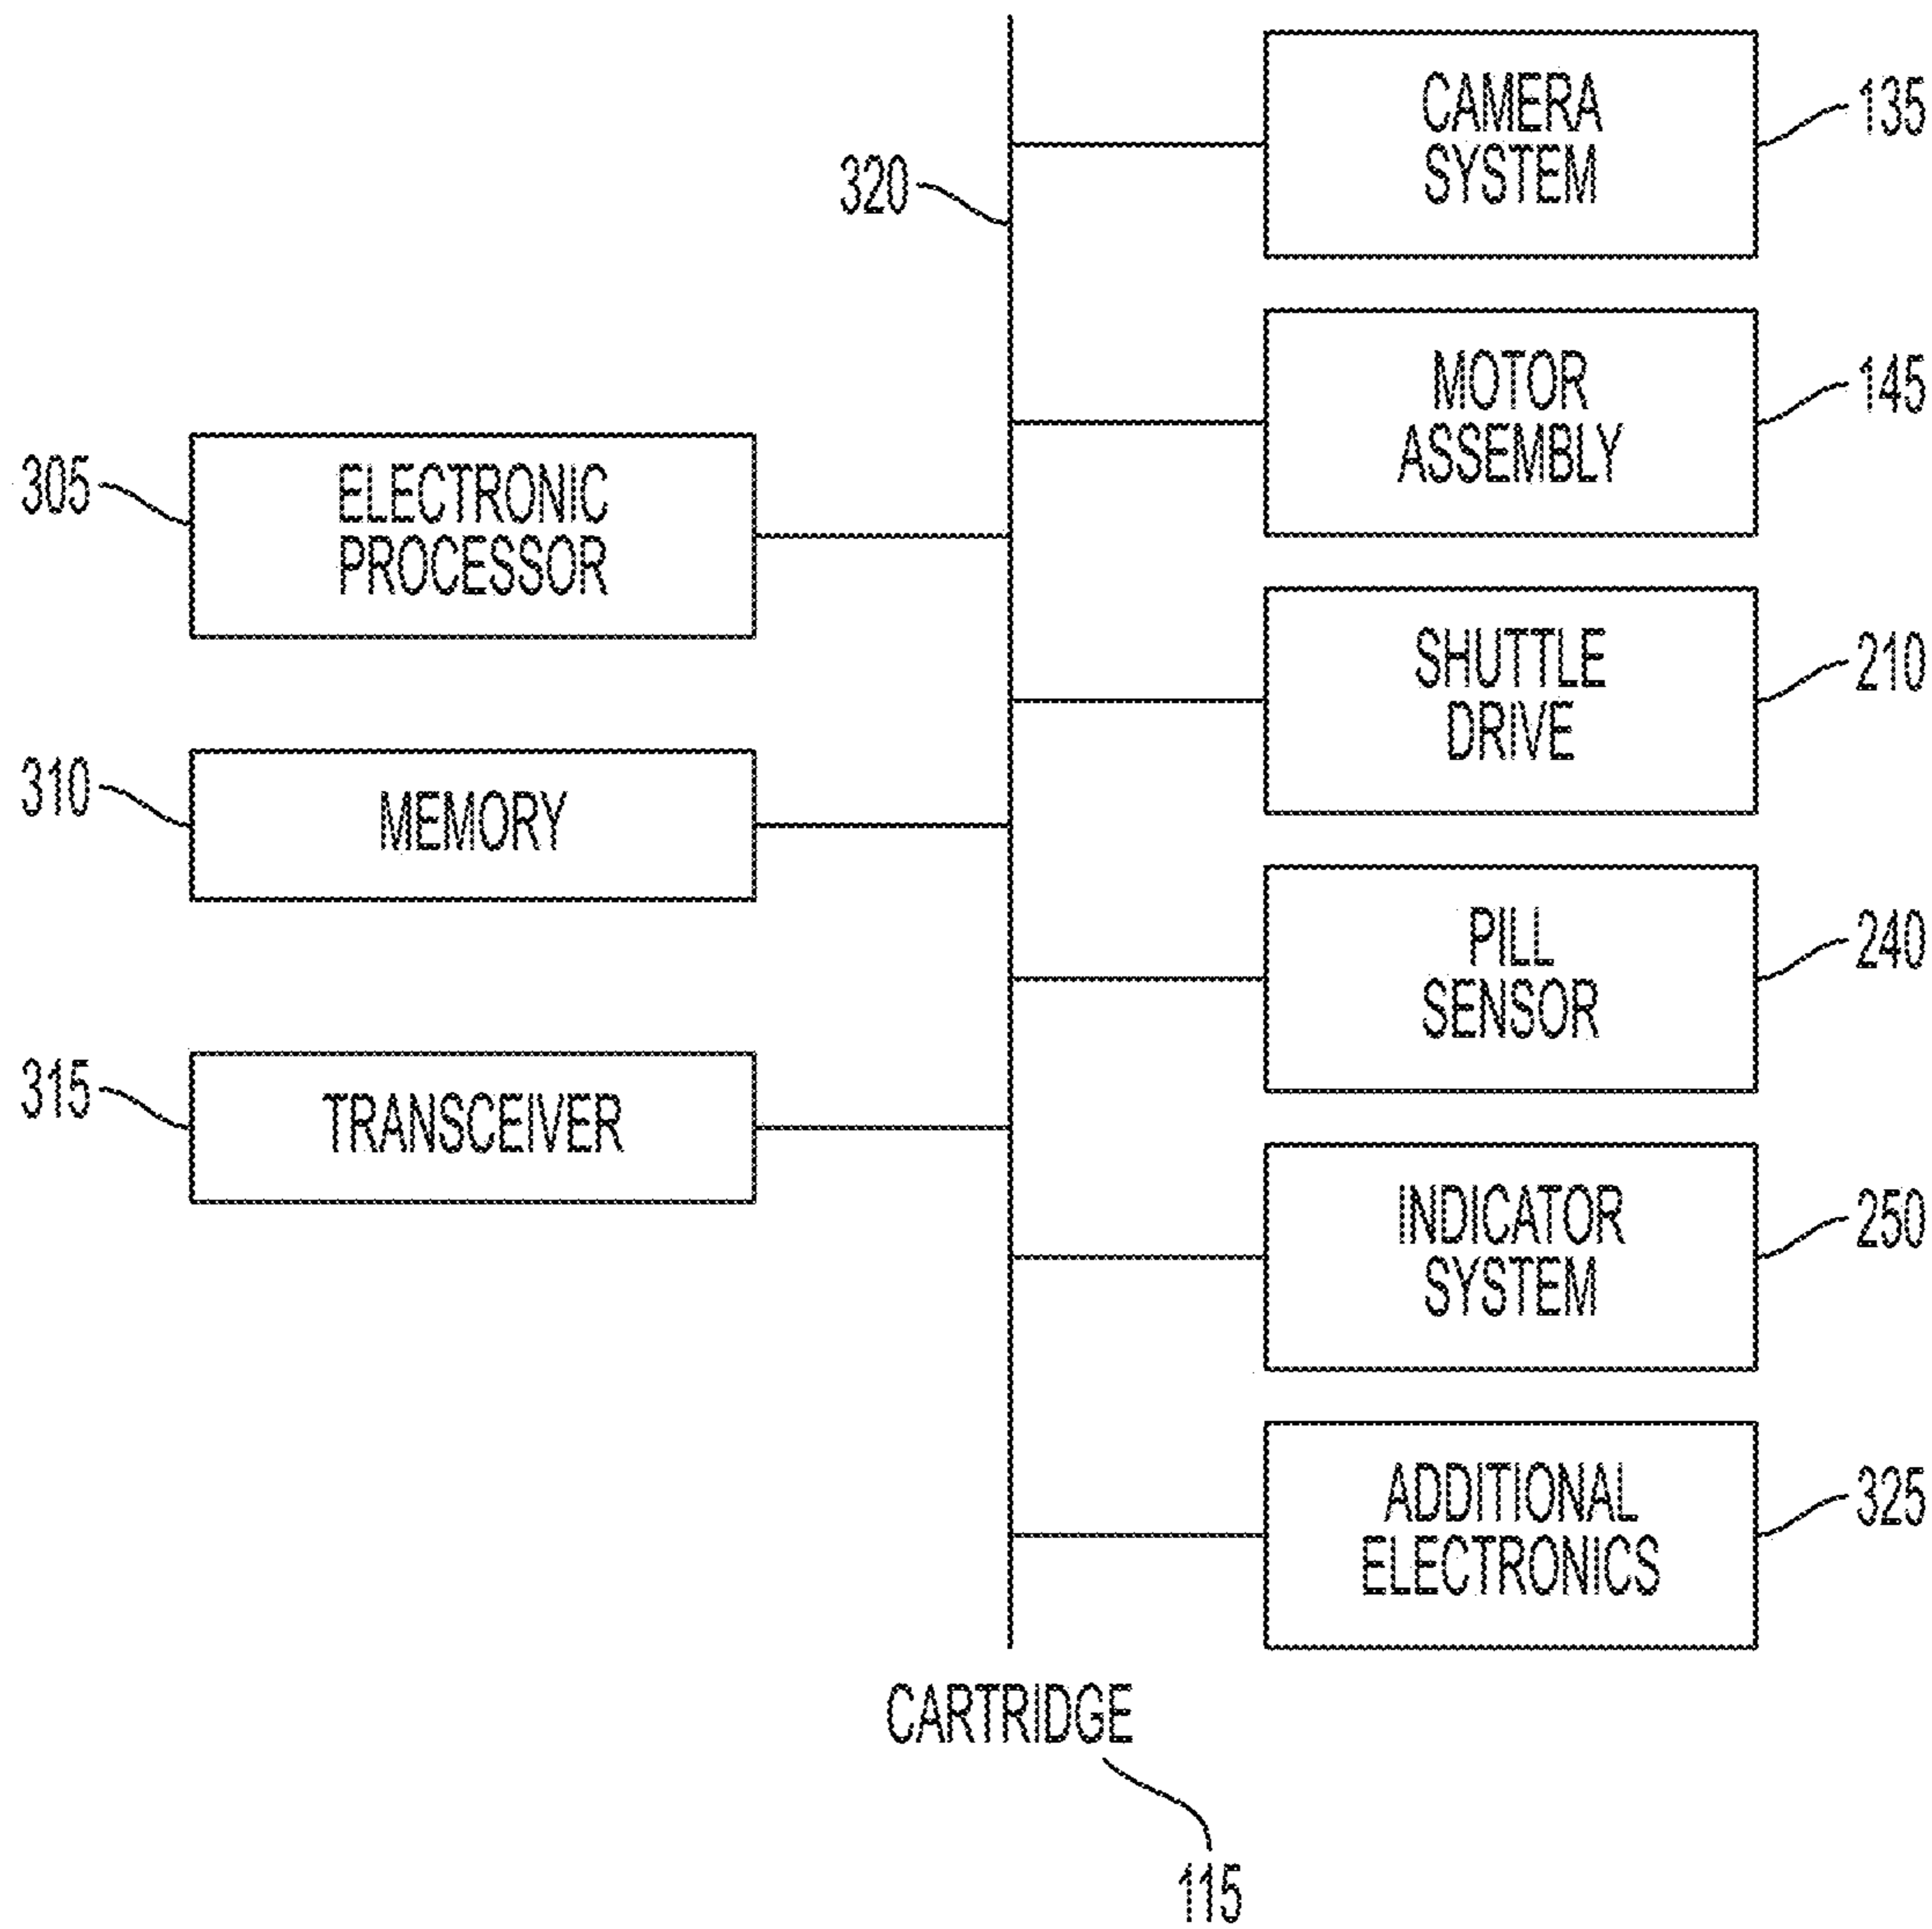 320
305
ELECTRONIC
PROCESSOR
310
MEMORY
315
TRANSCEIVER
CAMERA
SYSTEM
135
MOTOR
ASSEMBLY
145
SHUTTLE
DRIVE
210
PILL
SENSOR
240
INDICATOR
SYSTEM
250
ADDITIONAL
ELECTRONICS
325
CARTRIDGE
115